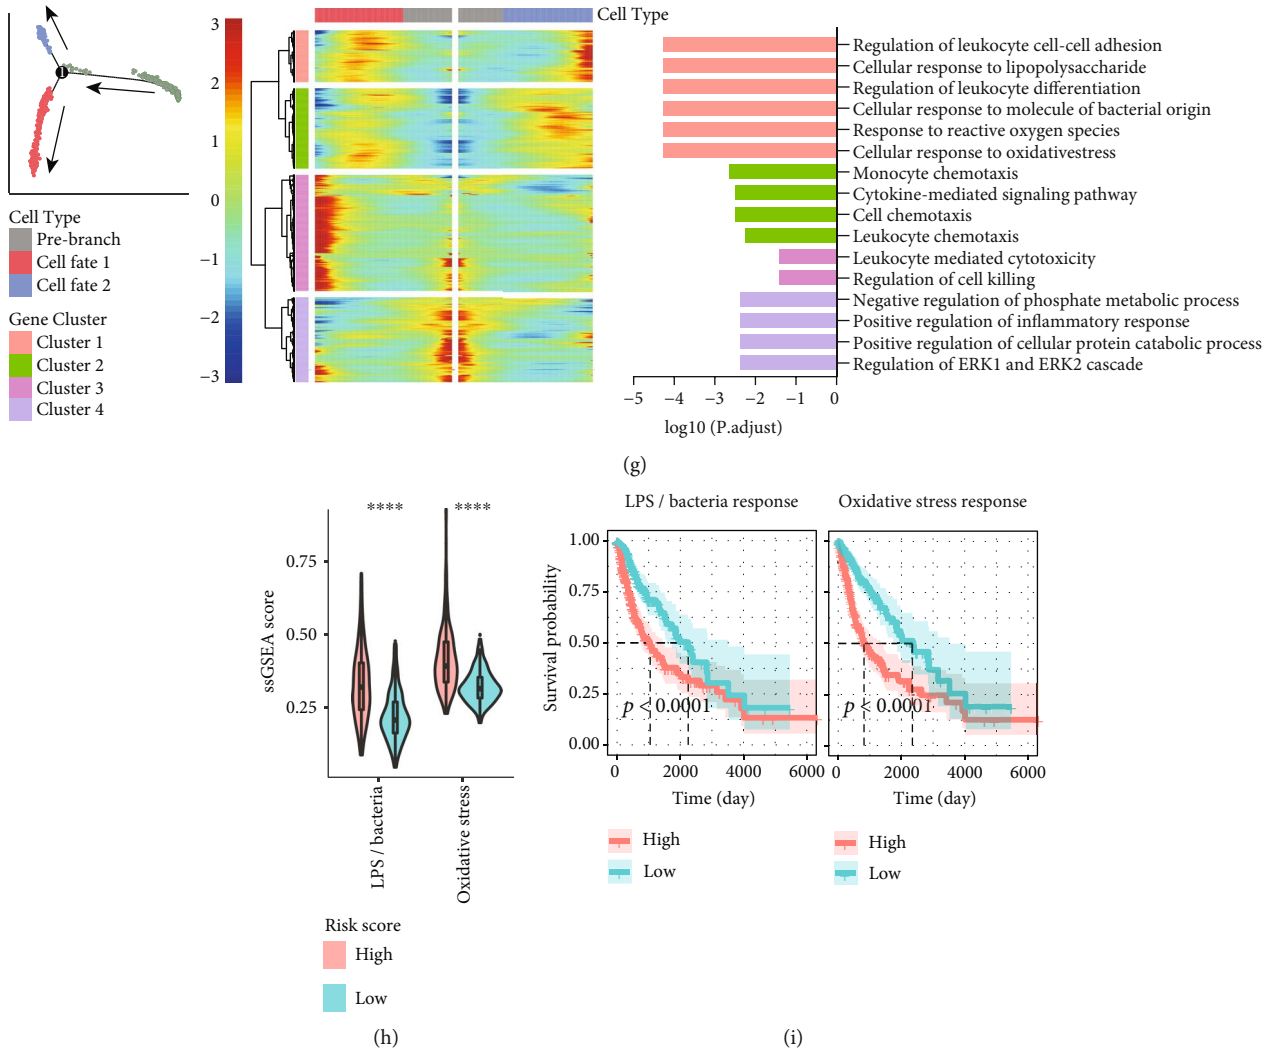 1
Cell Type
Pre-branch
Cell fate 1
Cell fate 2
Gene Cluster
Cluster 1
Cluster 2
Cluster 3
Cluster 4
3
2
1
0
−1
−2
−3
Cell Type
Regulation of leukocyte cell-cell adhesion
Cellular response to lipopolysaccharide
Regulation of leukocyte differentiation
Cellular response to molecule of bacterial origin
Response to reactive oxygen species
Cellular response to oxidativestress
Monocyte chemotaxis
Cytokine-mediated signaling pathway
Cell chemotaxis
Leukocyte chemotaxis
Leukocyte mediated cytotoxicity
Regulation of cell killing
Negative regulation of phosphate metabolic process
Positive regulation of inflammatory response
Positive regulation of cellular protein catabolic process
Regulation of ERK1 and ERK2 cascade
−5 −4 −3 −2 −1 0
log10 (P.adjust)
(g)
**** ****
ssGSEA score
0.75
0.50
0.25
LPS / bacteria
Oxidative stress
Risk score
High
Low
(h)
LPS / bacteria response
Oxidative stress response
Survival probability
1.00
0.75
0.50
0.25
0.00
p < 0.0001
p < 0.0001
0 2000 4000 6000
0 2000 4000 6000
Time (day)
Time (day)
High
Low
High
Low
(i)